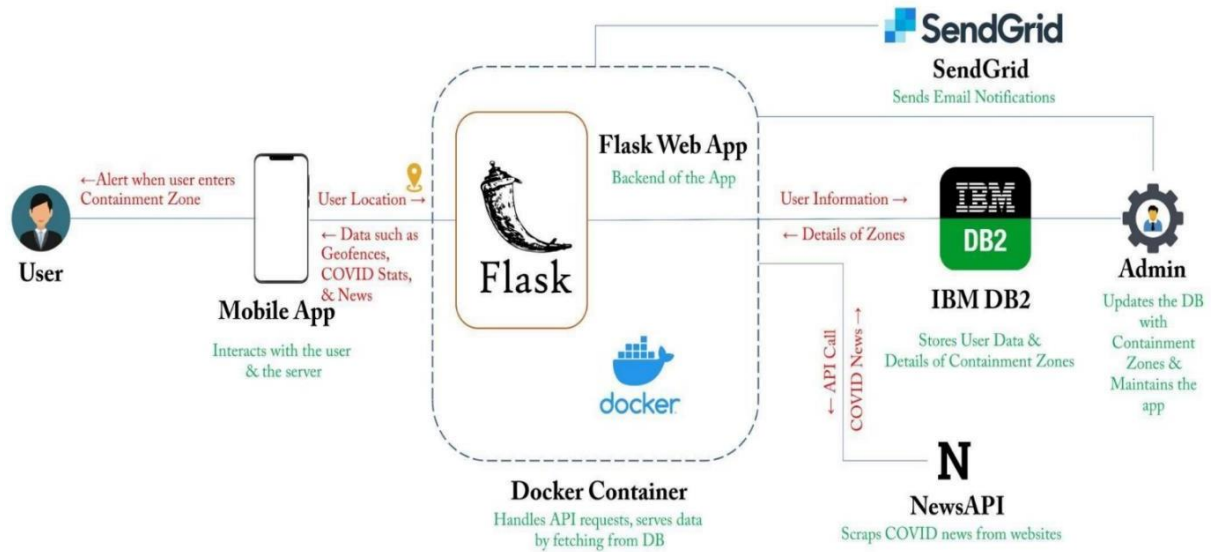 SendGrid
SendGrid
Sends Email Notifications
←Alert when user enters
Containment Zone
User
Mobile App
Interacts with the user
& the server
User Location →
← Data such as
Geofences,
COVID Stats,
& News
Flask
Flask Web App
Backend of the App
docker
Docker Container
Handles API requests, serves data
by fetching from DB
User Information →
← Details of Zones
IBM
DB2
IBM DB2
Stores User Data &
Details of Containment Zones
Admin
Updates the DB
with
Containment
Zones &
Maintains the
app
← API Call
COVID News →
N
NewsAPI
Scraps COVID news from websites